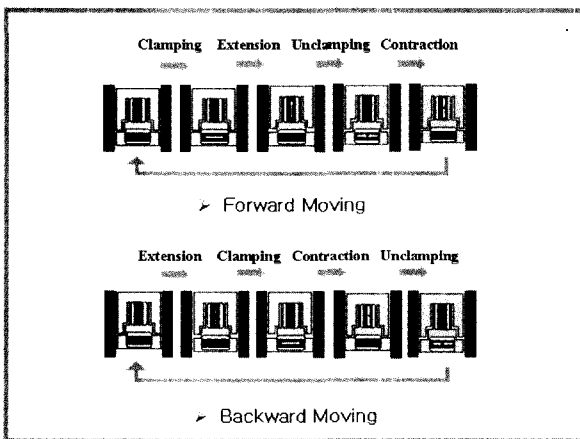 Clamping Extension Unclamping Contraction
➢ Forward Moving
Extension Clamping Contraction Unclamping
➢ Backward Moving